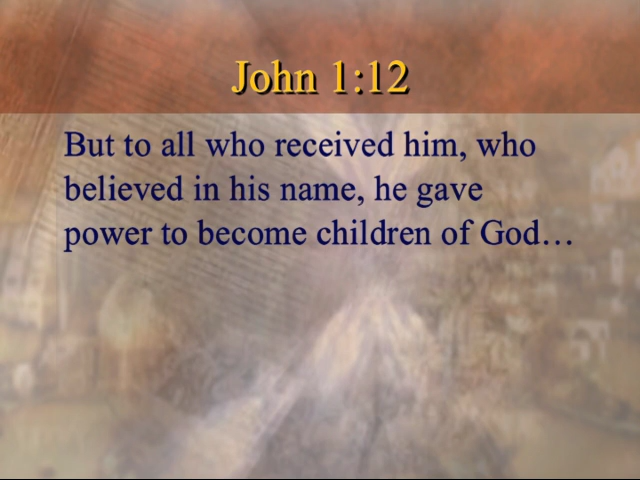 John 1:12
But to all who received him, who
believed in his name, he gave
power to become children of God…